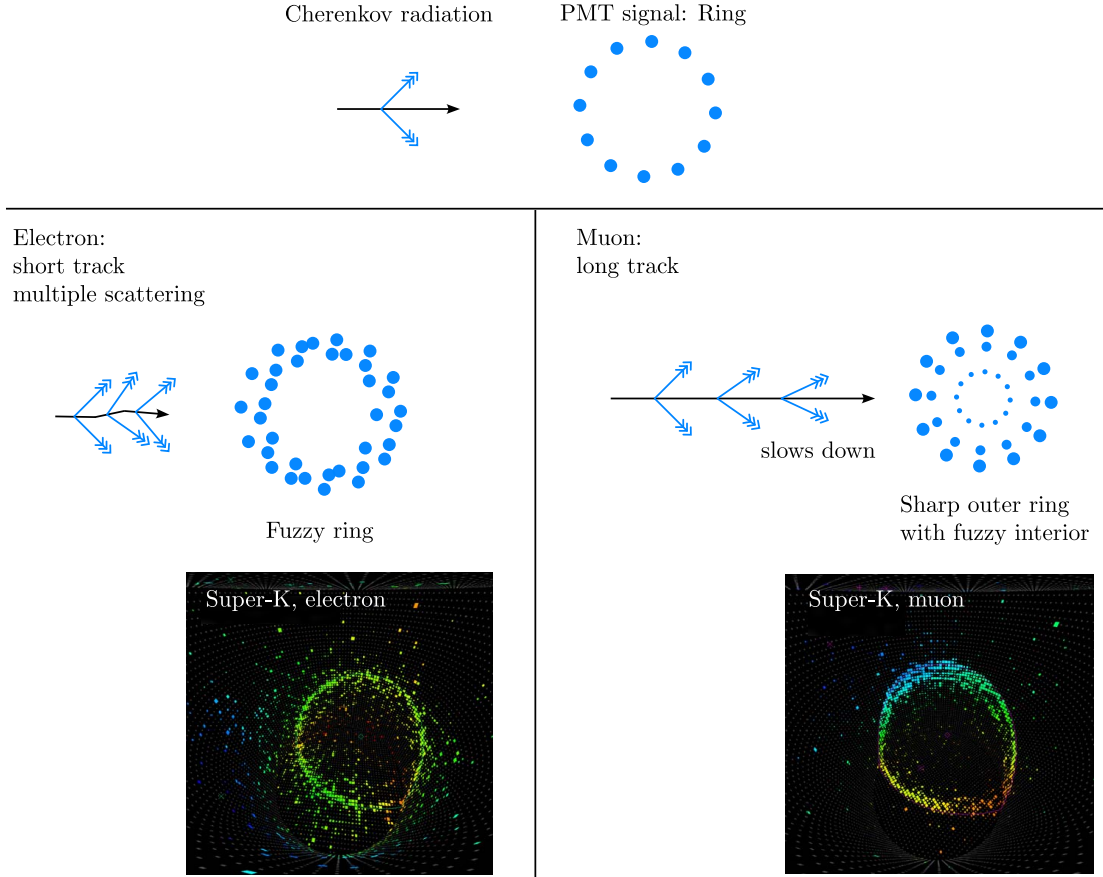 Cherenkov radiation
PMT signal: Ring
Electron:
short track
multiple scattering
Fuzzy ring
Super-K, electron
Muon:
long track
slows down
Sharp outer ring
with fuzzy interior
Super-K, muon